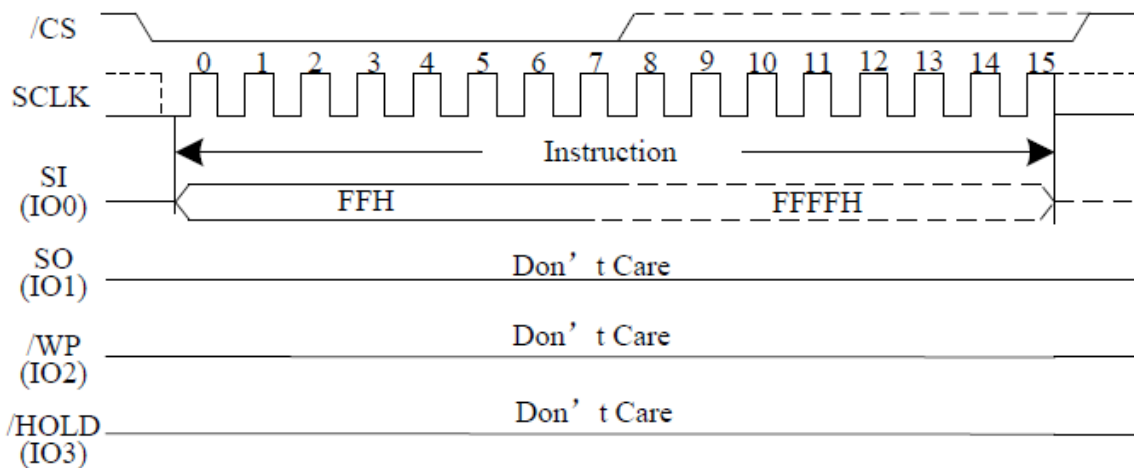 /CS
0 1 2 3 4 5 6 7 8 9 10 11 12 13 14 15
SCLK
Instruction
SI
(IO0)
FFH
FFFFH
SO
(IO1)
Don’t Care
/WP
(IO2)
Don’t Care
/HOLD
(IO3)
Don’t Care